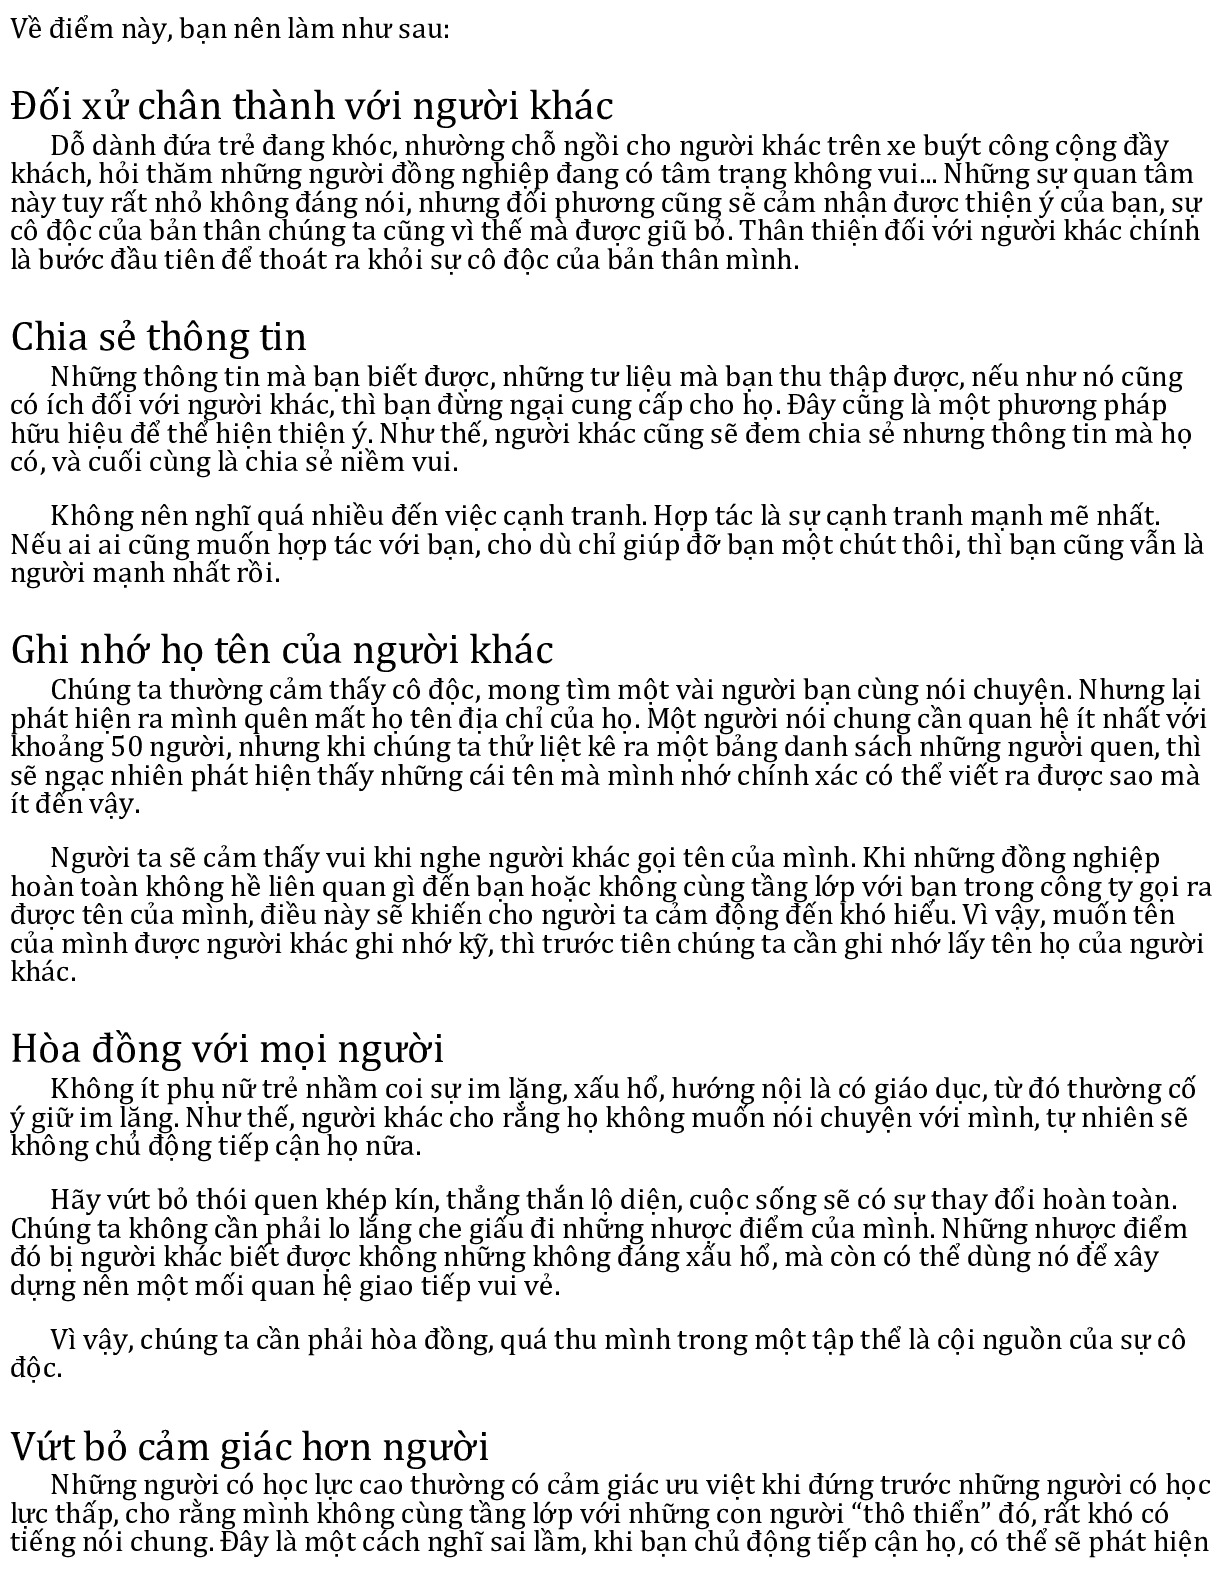 Về điểm này, bạn nên làm như sau:
Đối xử chân thành với người khác
Dỗ dành đứa trẻ đang khóc, nhường chỗ ngồi cho người khác trên xe buýt công cộng đầy
khách, hỏi thăm những người đồng nghiệp đang có tâm trạng không vui... Những sự quan tâm
này tuy rất nhỏ không đáng nói, nhưng đối phương cũng sẽ cảm nhận được thiện ý của bạn, sự
cô độc của bản thân chúng ta cũng vì thế mà được giũ bỏ. Thân thiện đối với người khác chính
là bước đầu tiên để thoát ra khỏi sự cô độc của bản thân mình.
Chia sẻ thông tin
Những thông tin mà bạn biết được, những tư liệu mà bạn thu thập được, nếu như nó cũng
có ích đối với người khác, thì bạn đừng ngại cung cấp cho họ. Đây cũng là một phương pháp
hữu hiệu để thể hiện thiện ý. Như thế, người khác cũng sẽ đem chia sẻ nhưng thông tin mà họ
có, và cuối cùng là chia sẻ niềm vui.
Không nên nghĩ quá nhiều đến việc cạnh tranh. Hợp tác là sự cạnh tranh mạnh mẽ nhất.
Nếu ai ai cũng muốn hợp tác với bạn, cho dù chỉ giúp đỡ bạn một chút thôi, thì bạn cũng vẫn là
người mạnh nhất rồi.
Ghi nhớ họ tên của người khác
Chúng ta thường cảm thấy cô độc, mong tìm một vài người bạn cùng nói chuyện. Nhưng lại
phát hiện ra mình quên mất họ tên địa chỉ của họ. Một người nói chung cần quan hệ ít nhất với
khoảng 50 người, nhưng khi chúng ta thử liệt kê ra một bảng danh sách những người quen, thì
sẽ ngạc nhiên phát hiện thấy những cái tên mà mình nhớ chính xác có thể viết ra được sao mà
ít đến vậy.
Người ta sẽ cảm thấy vui khi nghe người khác gọi tên của mình. Khi những đồng nghiệp
hoàn toàn không hề liên quan gì đến bạn hoặc không cùng tầng lớp với bạn trong công ty gọi ra
được tên của mình, điều này sẽ khiến cho người ta cảm động đến khó hiểu. Vì vậy, muốn tên
của mình được người khác ghi nhớ kỹ, thì trước tiên chúng ta cần ghi nhớ lấy tên họ của người
khác.
Hòa đồng với mọi người
Không ít phụ nữ trẻ nhầm coi sự im lặng, xấu hổ, hướng nội là có giáo dục, từ đó thường cố
ý giữ im lặng. Như thế, người khác cho rằng họ không muốn nói chuyện với mình, tự nhiên sẽ
không chủ động tiếp cận họ nữa.
Hãy vứt bỏ thói quen khép kín, thẳng thắn lộ diện, cuộc sống sẽ có sự thay đổi hoàn toàn.
Chúng ta không cần phải lo lắng che giấu đi những nhược điểm của mình. Những nhược điểm
đó bị người khác biết được không những không đáng xấu hổ, mà còn có thể dùng nó để xây
dựng nên một mối quan hệ giao tiếp vui vẻ.
Vì vậy, chúng ta cần phải hòa đồng, quá thu mình trong một tập thể là cội nguồn của sự cô
độc.
Vứt bỏ cảm giác hơn người
Những người có học lực cao thường có cảm giác ưu việt khi đứng trước những người có học
lực thấp, cho rằng mình không cùng tầng lớp với những con người “thô thiển” đó, rất khó có
tiếng nói chung. Đây là một cách nghĩ sai lầm, khi bạn chủ động tiếp cận họ, có thể sẽ phát hiện